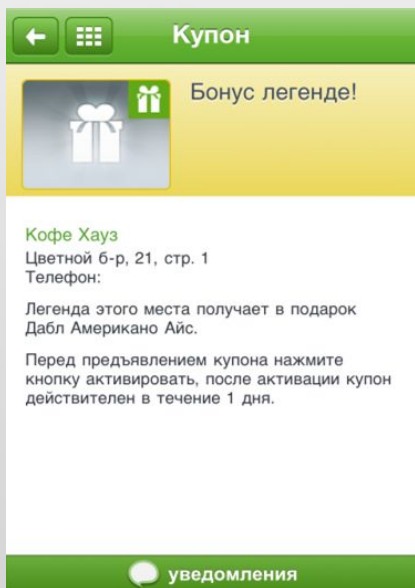 Купон
Бонус легенде!
Кофе Хауз
Цветной б-р, 21, стр. 1
Телефон:
Легенда этого места получает в подарок
Дабл Американо Айс.
Перед предъявлением купона нажмите
кнопку активировать, после активации купон
действителен в течение 1 дня.
уведомления